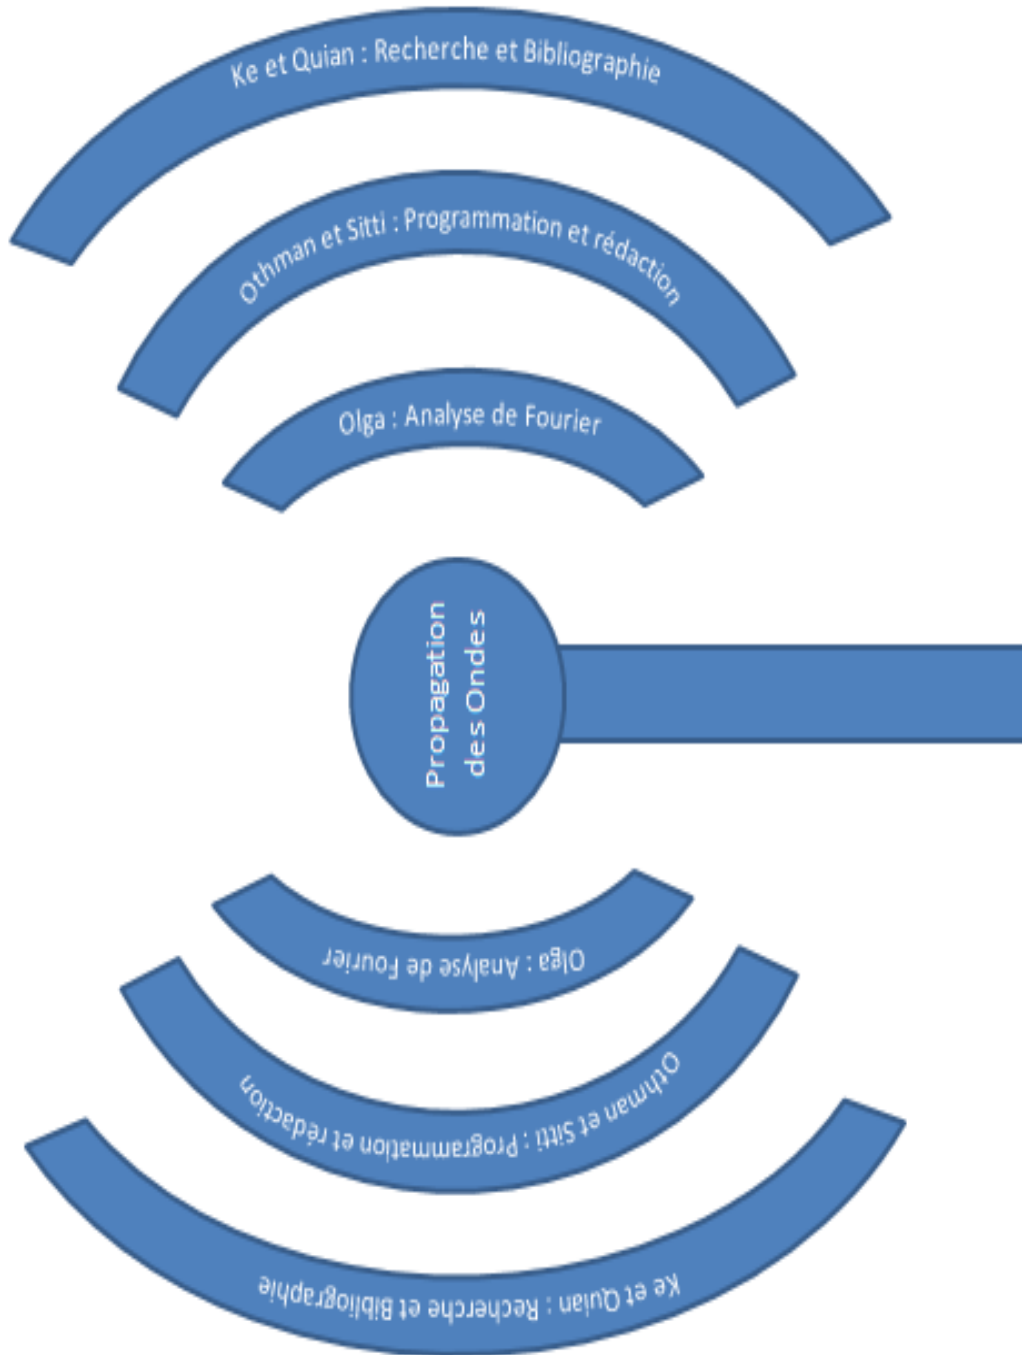 Ke et Quian : Recherche et Bibliographie
Othman et Sitti : Programmation et rédaction
Olga : Analyse de Fourier
Propagation
des Ondes
Olga : Analyse de Fourier
Othman et Sitti : Programmation et rédaction
Ke et Quian : Recherche et Bibliographie